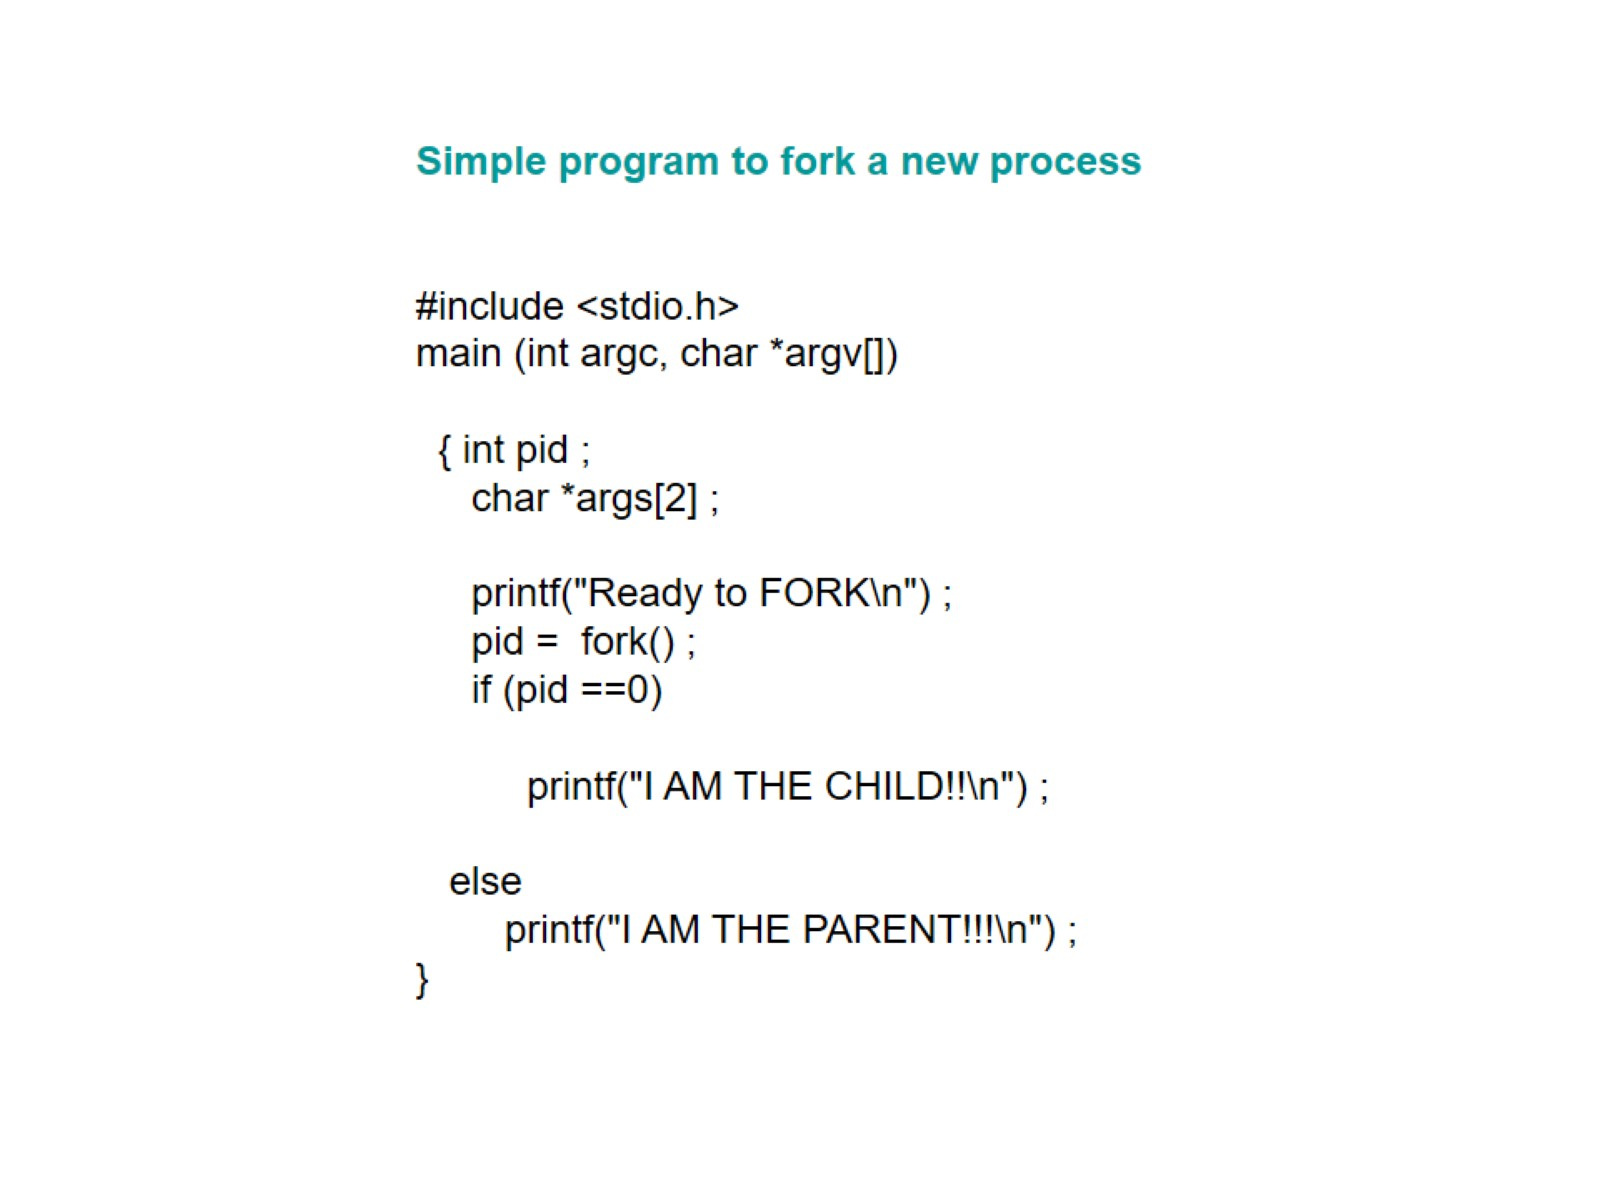 Simple program to fork a new process
#include <stdio.h>
main (int argc, char *argv[])
{ int pid ;
char *args[2] ;
printf("Ready to FORK\n") ;
pid =  fork() ;
if (pid ==0)
printf("I AM THE CHILD!!\n") ;
else
printf("I AM THE PARENT!!!\n") ;
}